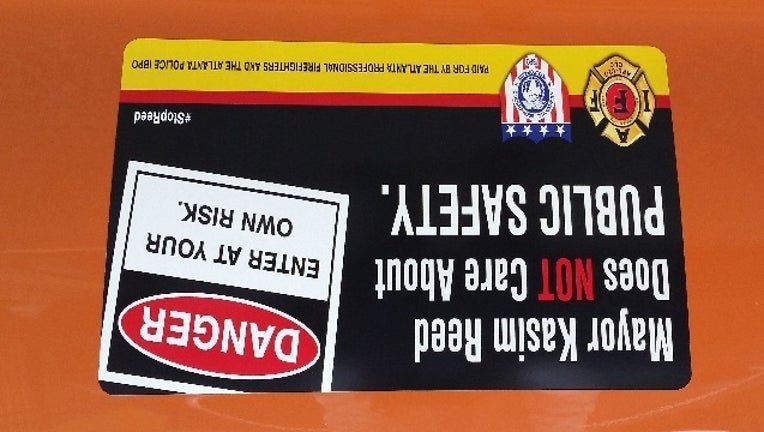 Mayor Kasim Reed
Does NOT Care About
PUBLIC SAFETY.
DANGER
ENTER AT YOUR
OWN RISK.
#StopReed
I A F F
PAID FOR BY THE ATLANTA PROFESSIONAL FIREFIGHTERS AND THE ATLANTA POLICE IBPO